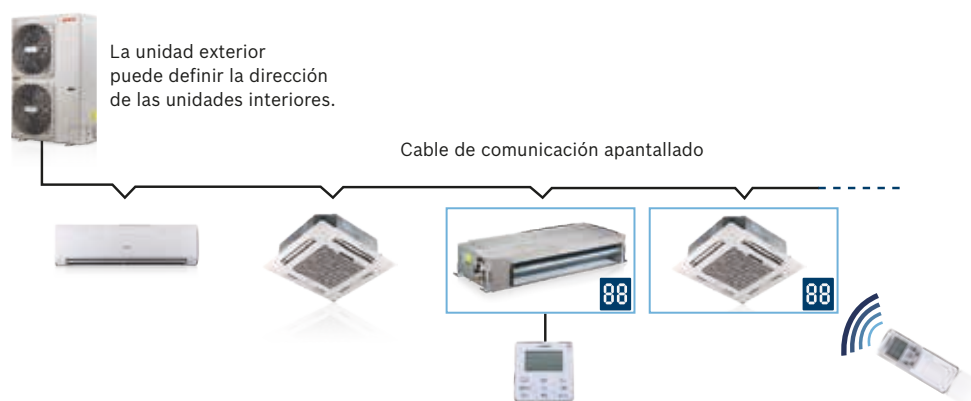 La unidad exterior
puede definir la dirección
de las unidades interiores.
Cable de comunicación apantallado
88
88